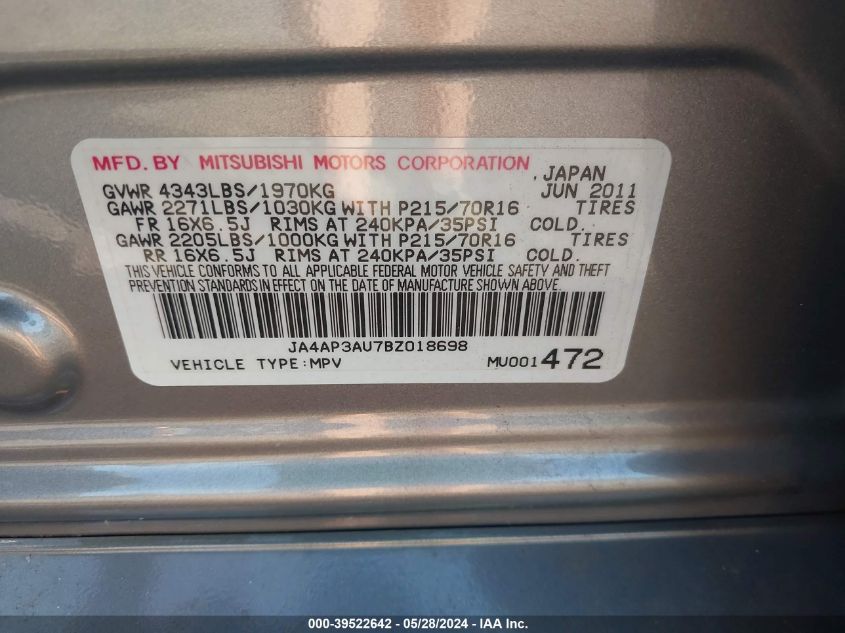 MFD. BY MITSUBISHI MOTORS CORPORATION , JAPAN
GVWR 4343LBS/1970KG JUN 2011
GAWR 2271LBS/1030KG WITH P215/70R16 TIRES
FR 16X6.5J RIMS AT 240KPA/35PSI COLD.
GAWR 2205LBS/1000KG WITH P215/70R16 TIRES
RR 16X6.5J RIMS AT 240KPA/35PSI COLD.
THIS VEHICLE CONFORMS TO ALL APPLICABLE FEDERAL MOTOR VEHICLE SAFETY AND THEFT
PREVENTION STANDARDS IN EFFECT ON THE DATE OF MANUFACTURE SHOWN ABOVE.
JA4AP3AU7BZ018698
VEHICLE TYPE:MPV MU001472
000-39522642 - 05/28/2024 - IAA Inc.